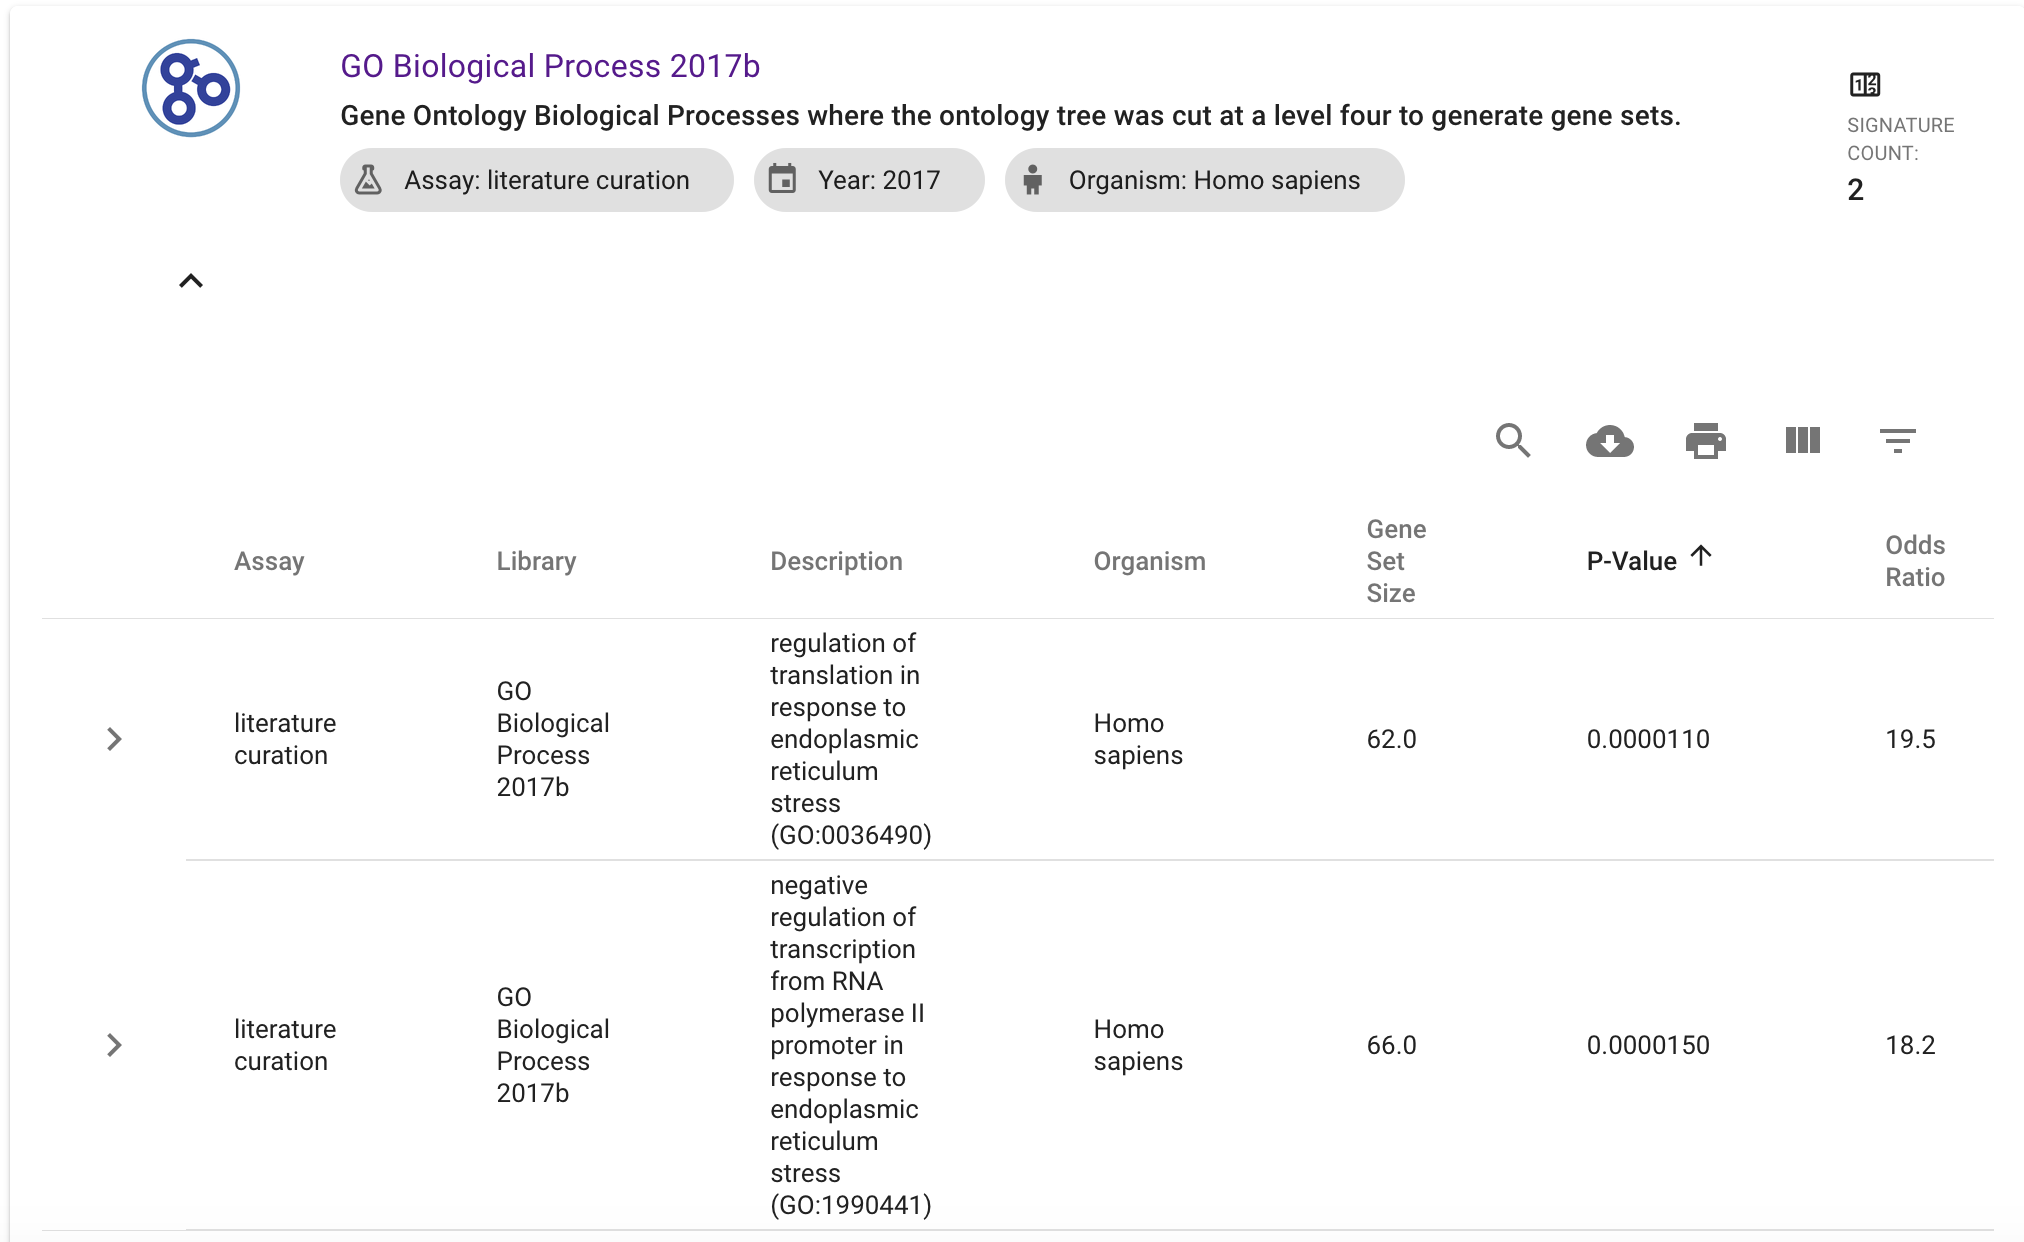 GO Biological Process 2017b
Gene Ontology Biological Processes where the ontology tree was cut at a level four to generate gene sets.
Assay: literature curation
Year: 2017
Organism: Homo sapiens
SIGNATURE
COUNT:
2
Assay
Library
Description
Organism
Gene
Set
Size
P-Value
Odds
Ratio
literature
curation
GO
Biological
Process
2017b
regulation of
translation in
response to
endoplasmic
reticulum
stress
(GO:0036490)
Homo
sapiens
62.0
0.0000110
19.5
literature
curation
GO
Biological
Process
2017b
negative
regulation of
transcription
from RNA
polymerase II
promoter in
response to
endoplasmic
reticulum
stress
(GO:1990441)
Homo
sapiens
66.0
0.0000150
18.2